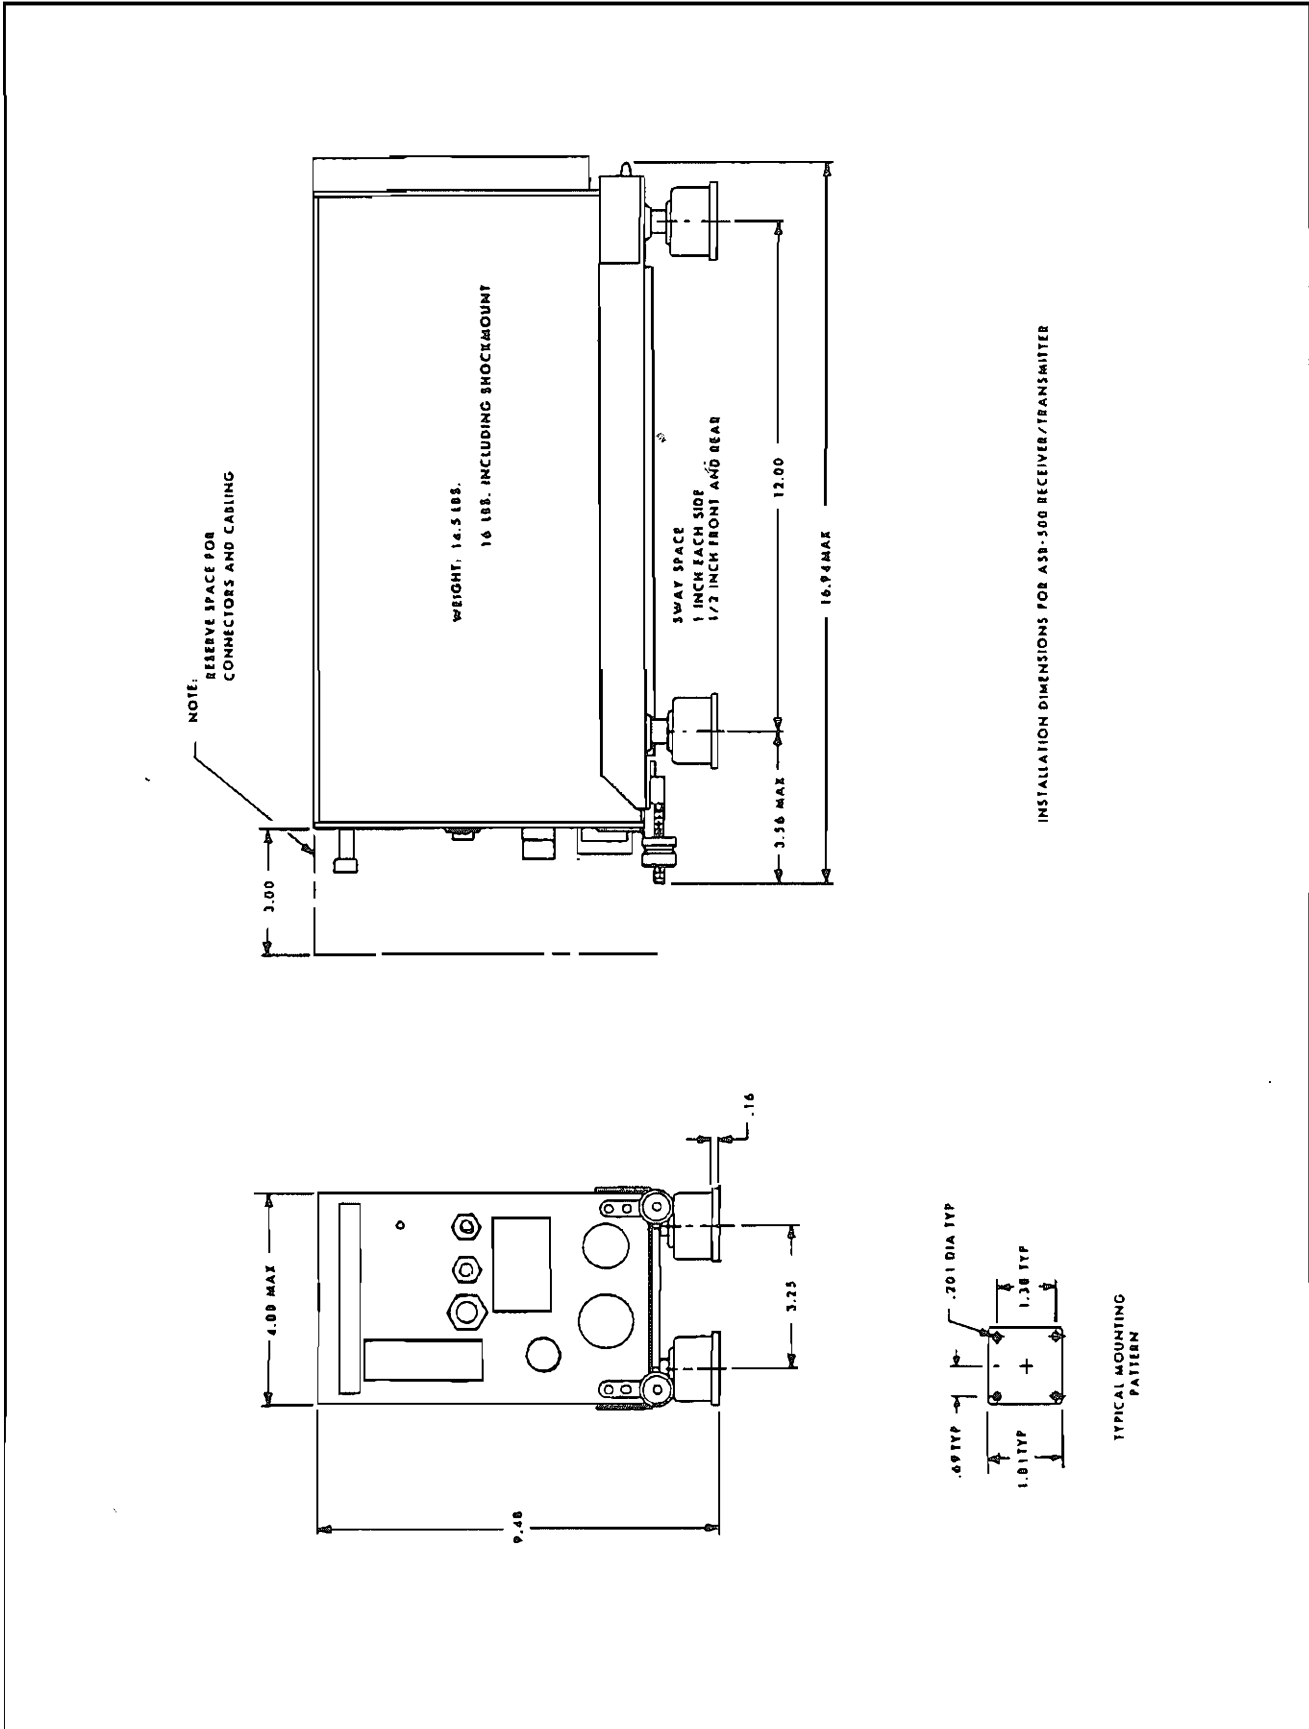 NOTE:
RESERVE SPACE FOR
CONNECTORS AND CABLING
3.00
WEIGHT: 14.5 LBS.
16 LBS. INCLUDING SHOCKMOUNT
SWAY SPACE
1 INCH EACH SIDE
1/2 INCH FRONT AND REAR
3.56 MAX
12.00
16.94 MAX
4.00 MAX
9.48
.16
3.25
.201 DIA TYP
.69 TYP
1.38 TYP
1.81 TYP
TYPICAL MOUNTING
PATTERN
INSTALLATION DIMENSIONS FOR ASB-500 RECEIVER/TRANSMITTER